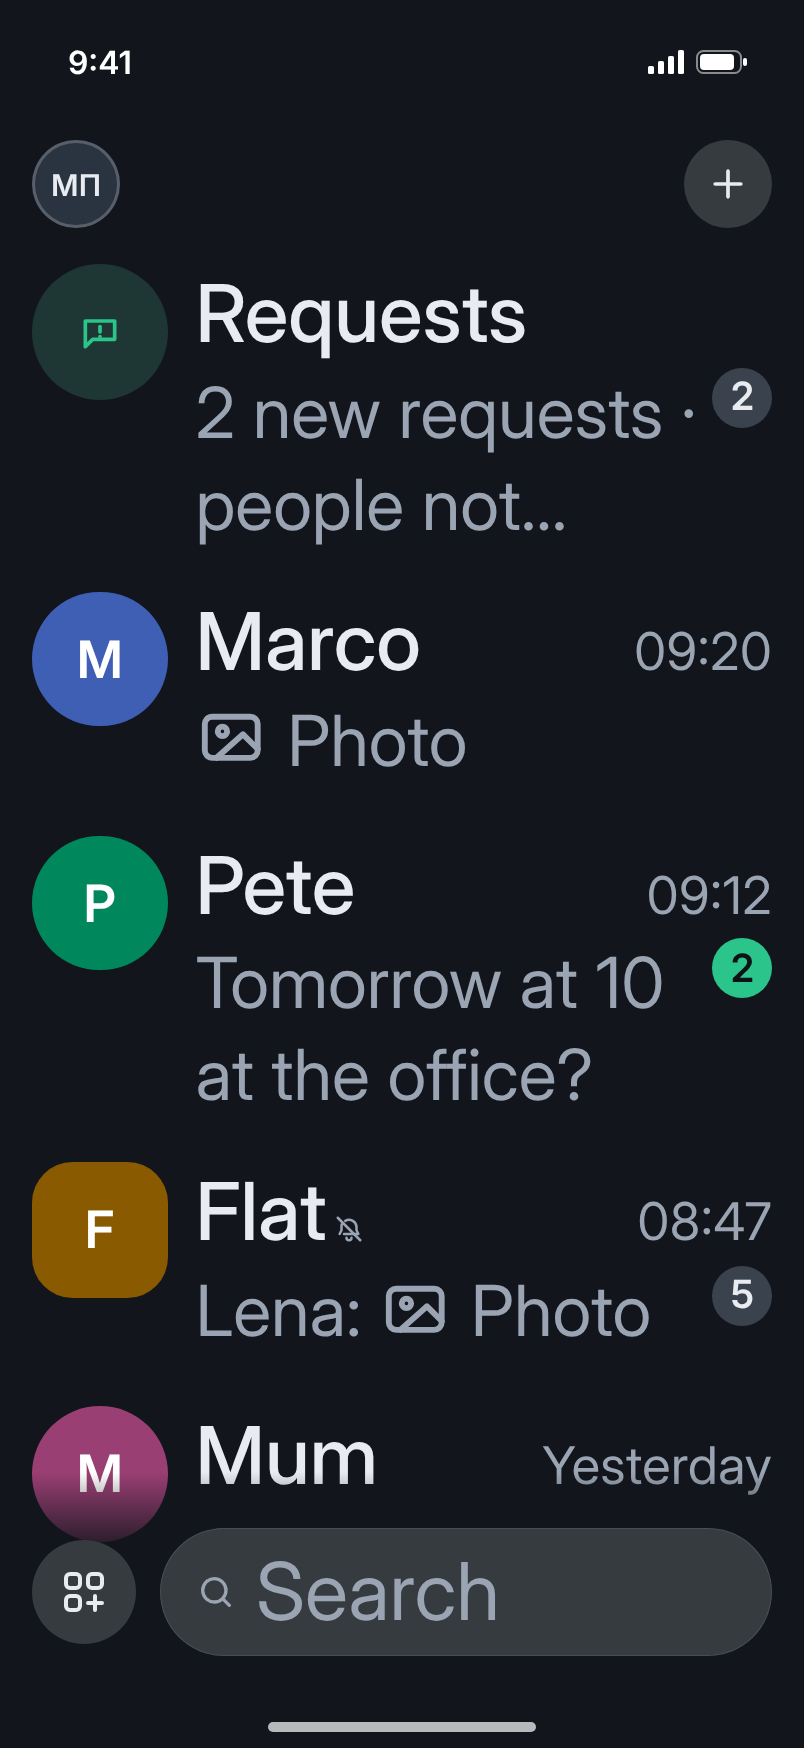 9:41
МП
Requests
2 new requests ·
2
people not...
M
Marco
09:20
Photo
P
Pete
09:12
Tomorrow at 10
2
at the office?
F
Flat
08:47
Lena: Photo
5
M
Mum
Yesterday
Search